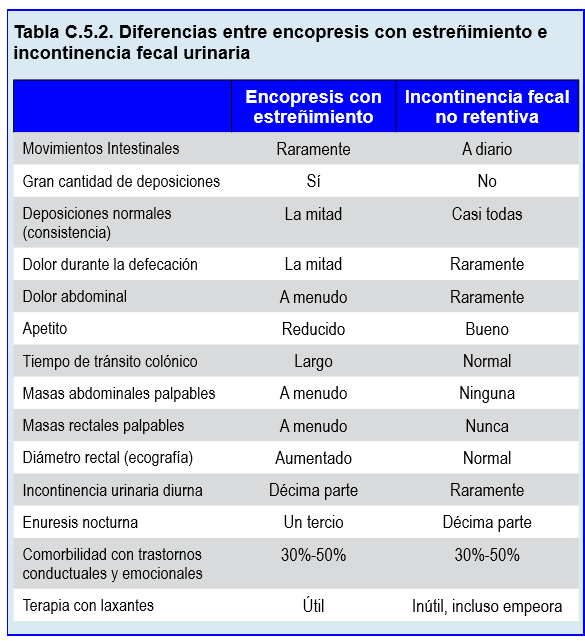 Tabla C.5.2. Diferencias entre encopresis con estreñimiento e
incontinencia fecal urinaria
Encopresis con estreñimiento Incontinencia fecal no retentiva
Movimientos Intestinales Raramente A diario
Gran cantidad de deposiciones Sí No
Deposiciones normales (consistencia) La mitad Casi todas
Dolor durante la defecación La mitad Raramente
Dolor abdominal A menudo Raramente
Apetito Reducido Bueno
Tiempo de tránsito colónico Largo Normal
Masas abdominales palpables A menudo Ninguna
Masas rectales palpables A menudo Nunca
Diámetro rectal (ecografía) Aumentado Normal
Incontinencia urinaria diurna Décima parte Raramente
Enuresis nocturna Un tercio Décima parte
Comorbilidad con trastornos conductuales y emocionales 30%-50% 30%-50%
Terapia con laxantes Útil Inútil, incluso empeora